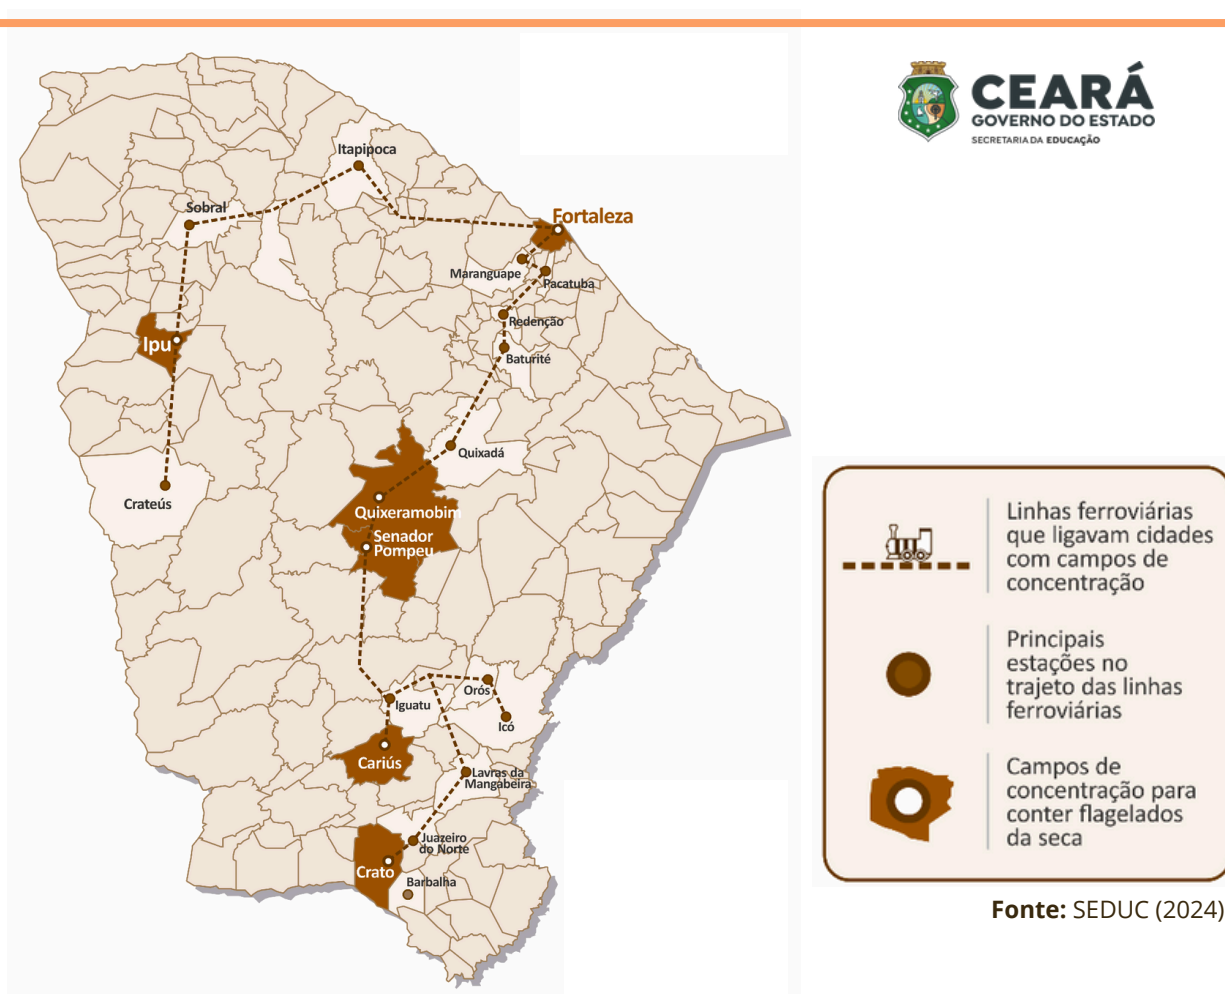 CEARÁ
GOVERNO DO ESTADO
SECRETARIA DA EDUCAÇÃO
Itapipoca
Sobral
Fortaleza
Maranguape
Pacatuba
Redenção
Ipu
Baturité
Quixadá
Crateús
Quixeramobim
Senador
Pompeu
Orós
Iguatu
Icó
Cariús
Lavras da
Mangabeira
Juazeiro
do Norte
Crato
Barbalha
Linhas ferroviárias
que ligavam cidades
com campos de
concentração
Principais
estações no
trajeto das linhas
ferroviárias
Campos de
concentração para
conter flagelados
da seca
Fonte: SEDUC (2024)